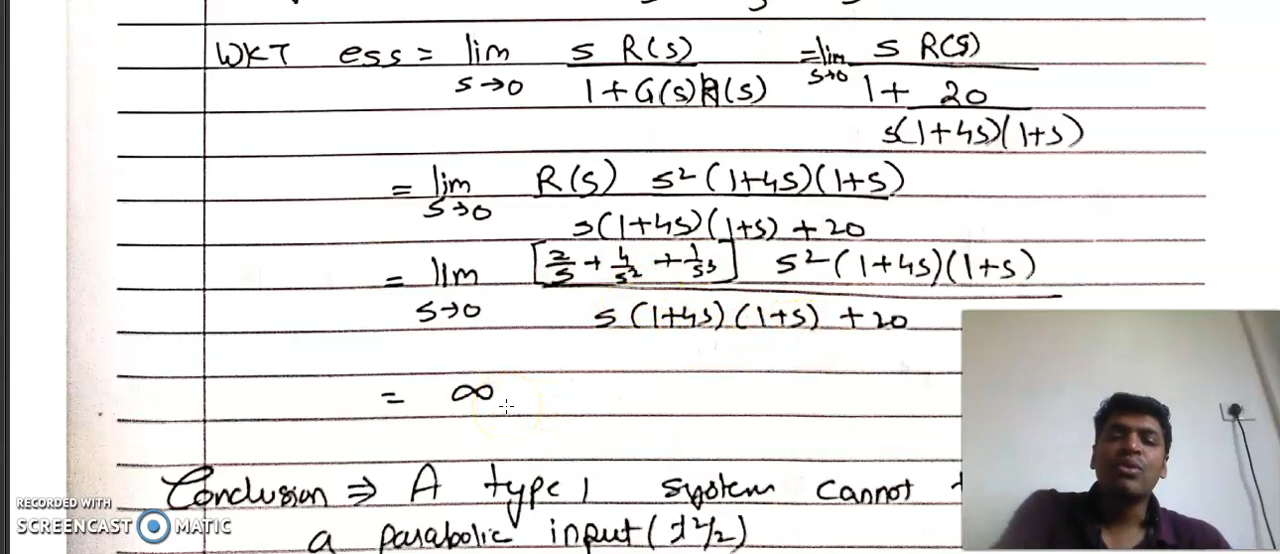 WKT ess = lim s→0 s R(s) / 1 + G(s)H(s) = lim s→0 s R(s) / 1 + 20 / s(1+4s)(1+s)
= lim s→0 R(s) s² (1+4s)(1+s) / s(1+4s)(1+s) + 20
= lim s→0 [2/s + 4/s² + 1/s³] s² (1+4s)(1+s) / s (1+4s)(1+s) + 20
= ∞
Conclusion ⇒ A type 1 system cannot
a parabolic input (t²/2)
RECORDED WITH
SCREENCAST MATIC